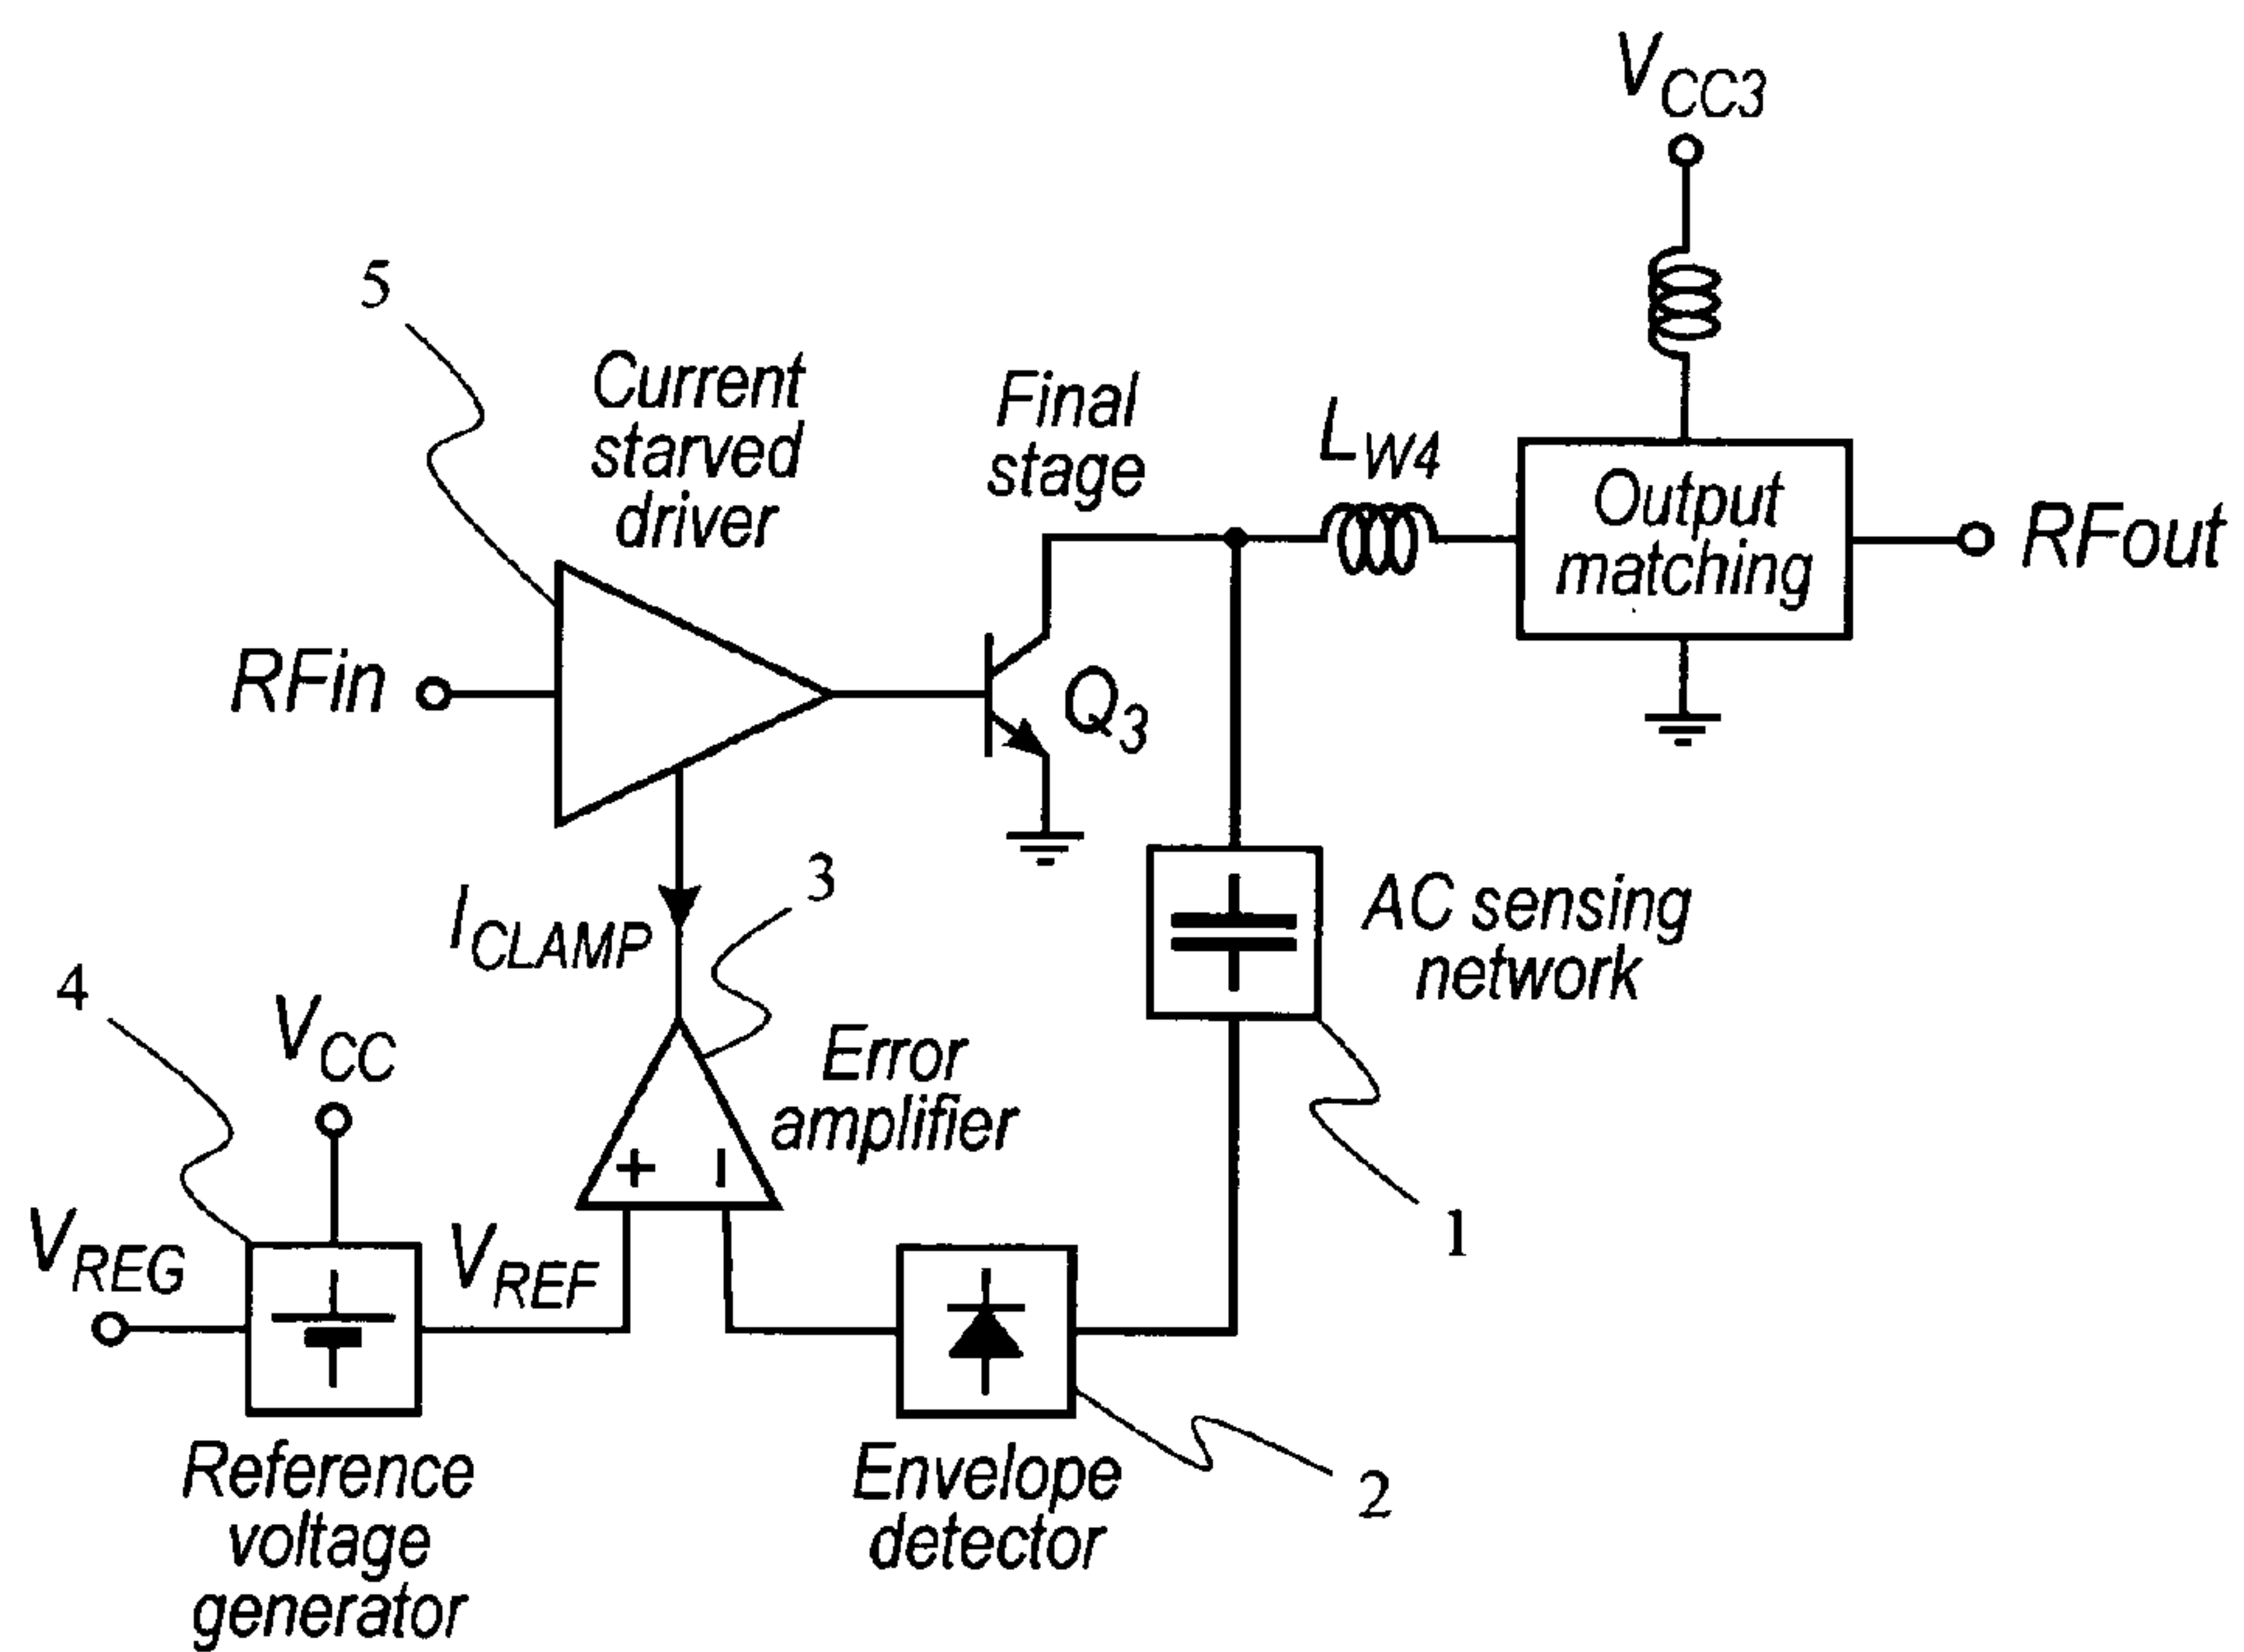 V_CC3
5
Current
starved
driver
Final
stage
L_W4
Output
matching
RFout
RFin
Q_3
I_CLAMP
3
AC sensing
network
4
V_CC
Error
amplifier
+ −
V_REG
V_REF
1
Reference
voltage
generator
Envelope
detector
2